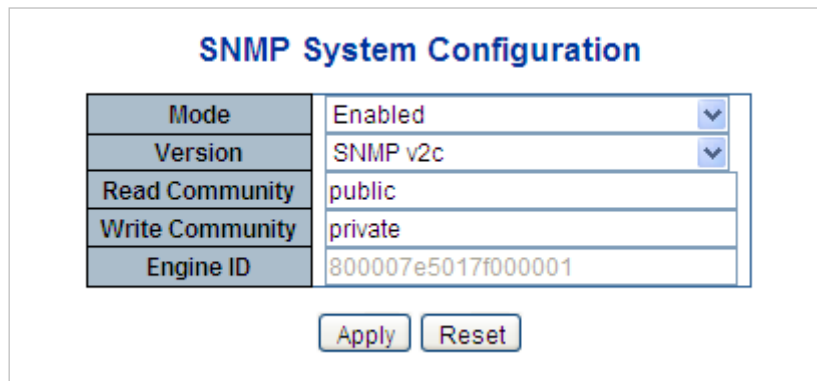 SNMP System Configuration
Mode Enabled
Version SNMP v2c
Read Community public
Write Community private
Engine ID 800007e5017f000001
Apply Reset